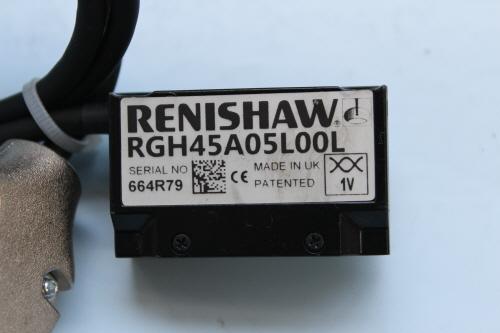 RENISHAW.
RGH45A05L00L
SERIAL NO
664R79
CE
MADE IN UK
PATENTED
1V